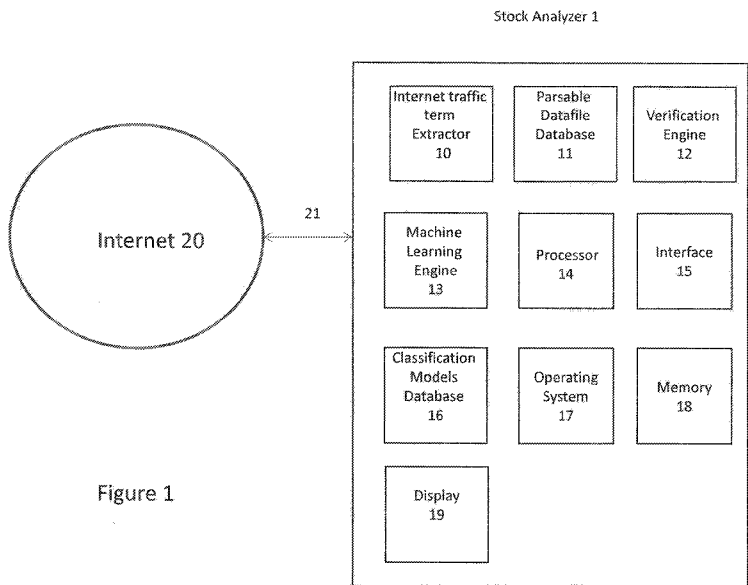 Stock Analyzer 1
Internet traffic
term
Extractor
10
Parsable
Datafile
Database
11
Verification
Engine
12
Internet 20
21
Machine
Learning
Engine
13
Processor
14
Interface
15
Classification
Models
Database
16
Operating
System
17
Memory
18
Figure 1
Display
19